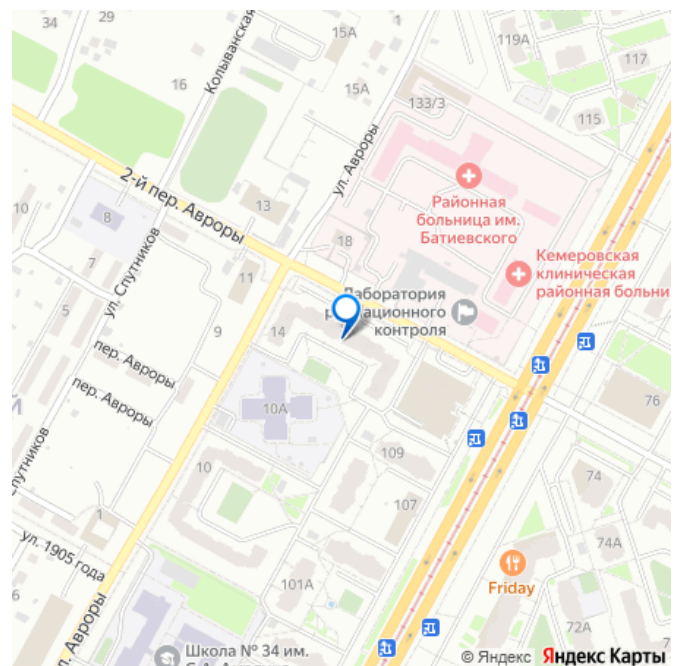 34
29
1
15А
119А
117
Колыванская
16
15А
133/3
115
ул. Авроры
2-й пер. Авроры
Районная
больница им.
Батиевского
10
8
13
ул. Спутников
18
Кемеровская
клиническая
районная больни
7
11
Лаборатория
контроля
5
14
9
пер. Авроры
76
10А
пер. Авроры
109
10
74
107
1
74А
ул. 1905 года
Friday
101А
6
72А
Авроры
Школа № 34 им.
© Яндекс Яндекс Карты